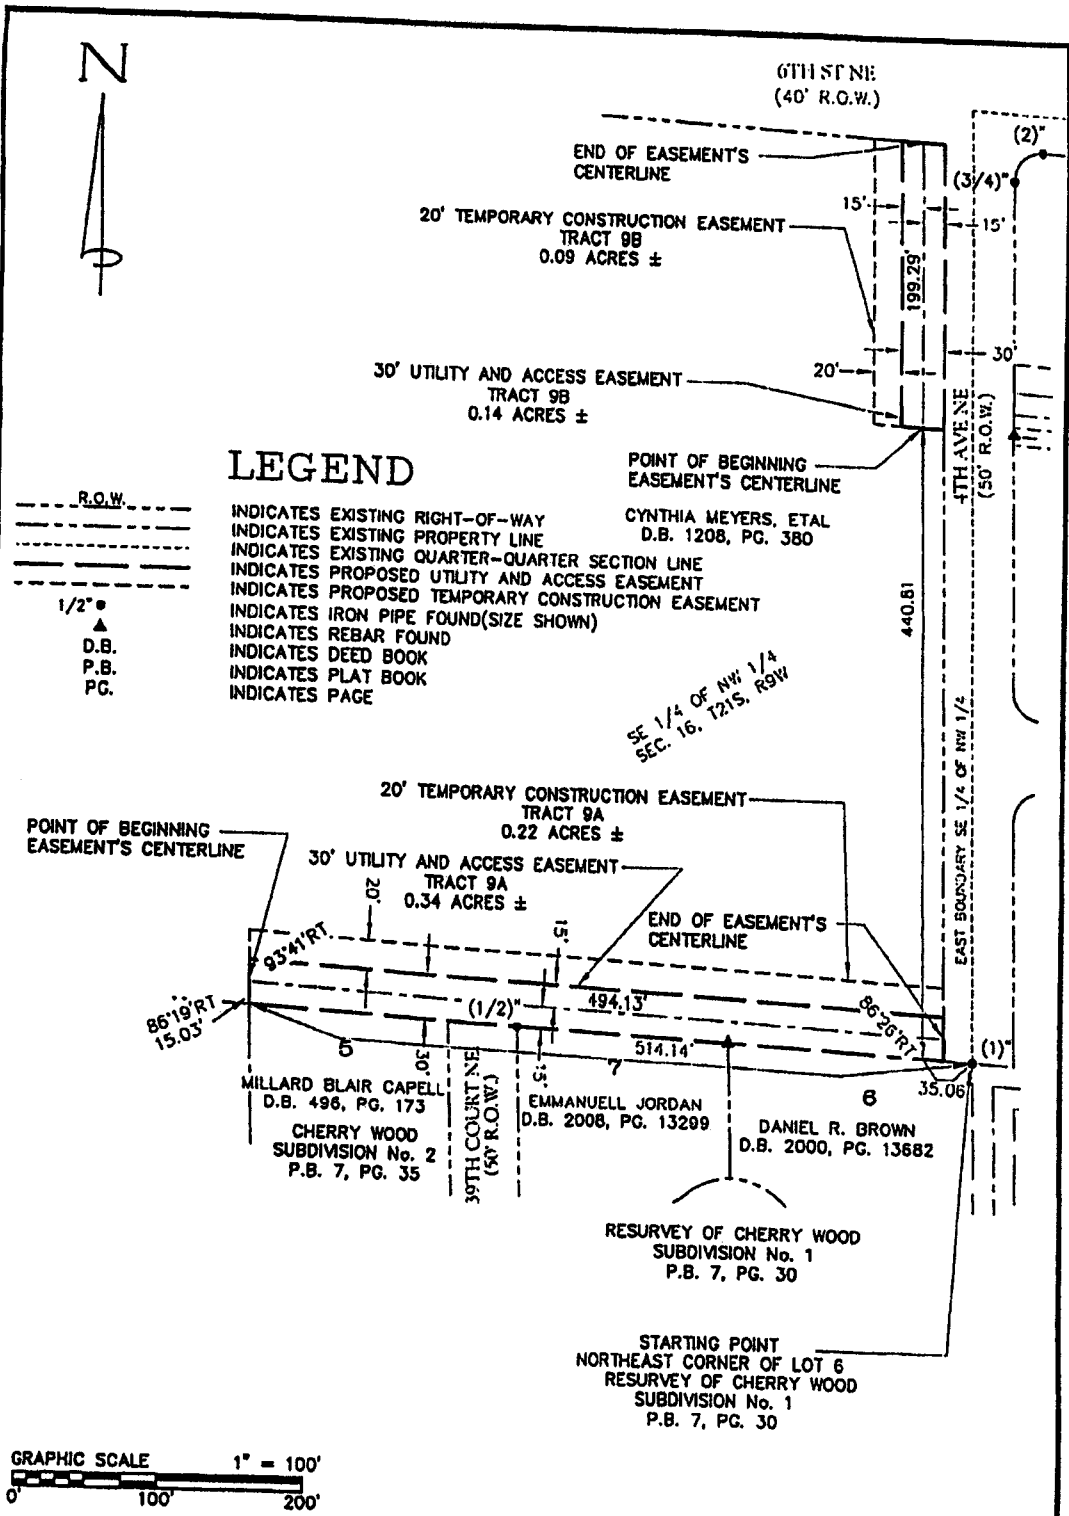 N
6TH ST NE
(40' R.O.W.)
(2)"
END OF EASEMENT'S
CENTERLINE
(3/4)"
15'
15'
20' TEMPORARY CONSTRUCTION EASEMENT
TRACT 9B
0.09 ACRES ±
199.29'
30'
20'
30' UTILITY AND ACCESS EASEMENT
TRACT 9B
0.14 ACRES ±
4TH AVE NE
(50' R.O.W.)
POINT OF BEGINNING
EASEMENT'S CENTERLINE
CYNTHIA MEYERS, ETAL
D.B. 1208, PG. 380
LEGEND
R.O.W.
INDICATES EXISTING RIGHT-OF-WAY
INDICATES EXISTING PROPERTY LINE
INDICATES EXISTING QUARTER-QUARTER SECTION LINE
INDICATES PROPOSED UTILITY AND ACCESS EASEMENT
INDICATES PROPOSED TEMPORARY CONSTRUCTION EASEMENT
1/2"
INDICATES IRON PIPE FOUND(SIZE SHOWN)
INDICATES REBAR FOUND
D.B.
INDICATES DEED BOOK
P.B.
INDICATES PLAT BOOK
PG.
INDICATES PAGE
440.81
SE 1/4 OF NW 1/4
SEC. 16, T21S, R9W
EAST BOUNDARY SE 1/4 OF NW 1/4
20' TEMPORARY CONSTRUCTION EASEMENT
TRACT 9A
0.22 ACRES ±
POINT OF BEGINNING
EASEMENT'S CENTERLINE
30' UTILITY AND ACCESS EASEMENT
TRACT 9A
0.34 ACRES ±
20'
15'
END OF EASEMENT'S
CENTERLINE
93°41'RT.
494.13'
(1/2)"
86°26'RT
86°19'RT
15.03'
514.14'
(1)"
35.06
5
7
6
30'
15'
MILLARD BLAIR CAPELL
D.B. 496, PG. 173
CHERRY WOOD
SUBDIVISION No. 2
P.B. 7, PG. 35
39TH COURT NE
(50' R.O.W.)
EMMANUELL JORDAN
D.B. 2008, PG. 13299
DANIEL R. BROWN
D.B. 2000, PG. 13682
RESURVEY OF CHERRY WOOD
SUBDIVISION No. 1
P.B. 7, PG. 30
STARTING POINT
NORTHEAST CORNER OF LOT 6
RESURVEY OF CHERRY WOOD
SUBDIVISION No. 1
P.B. 7, PG. 30
GRAPHIC SCALE 1" = 100'
0' 100' 200'